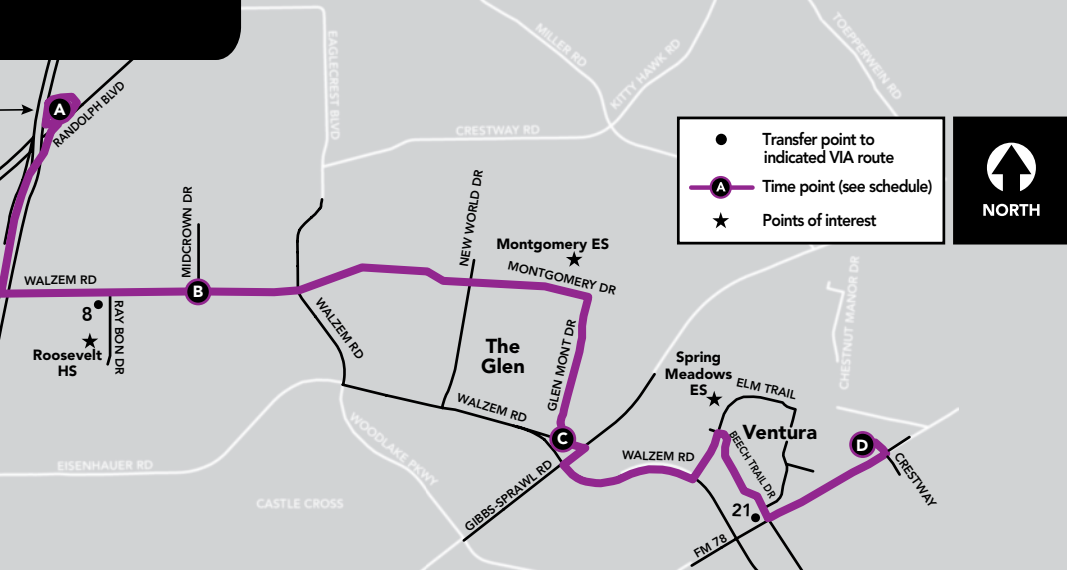 EAGLECREST BLVD
MILLER RD
KITTY HAWK RD
TOEPPERWEIN RD
A
RANDOLPH BLVD
CRESTWAY RD
Transfer point to
indicated VIA route
A
Time point (see schedule)
Points of interest
NORTH
MIDCROWN DR
NEW WORLD DR
Montgomery ES
MONTGOMERY DR
WALZEM RD
B
8
RAY BON DR
Roosevelt
HS
WALZEM RD
The
Glen
GLEN MONT DR
CHESTNUT MANOR DR
Spring
Meadows
ES
ELM TRAIL
WALZEM RD
C
Ventura
D
BEECH TRAIL DR
WALZEM RD
CRESTWAY
EISENHAUER RD
WOODLAKE PKWY
CASTLE CROSS
GIBBS-SPRAWL RD
21
FM 78